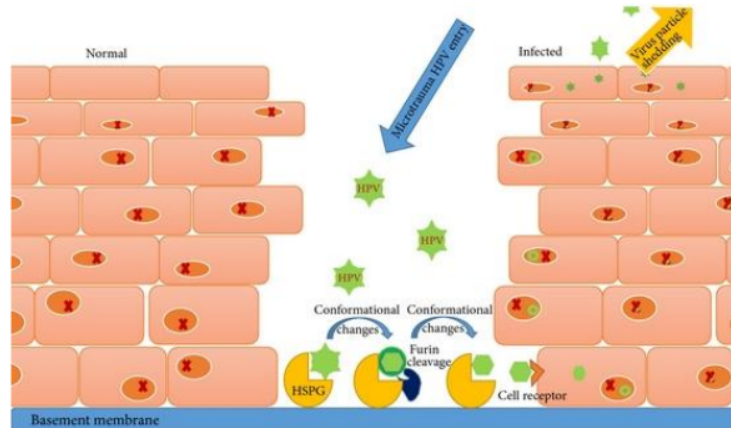 Normal
Infected
Virus particle
shedding
Microtrauma HPV entry
HPV
HPV
HPV
Conformational
changes
Conformational
changes
Furin
cleavage
HSPG
Cell receptor
Basement membrane